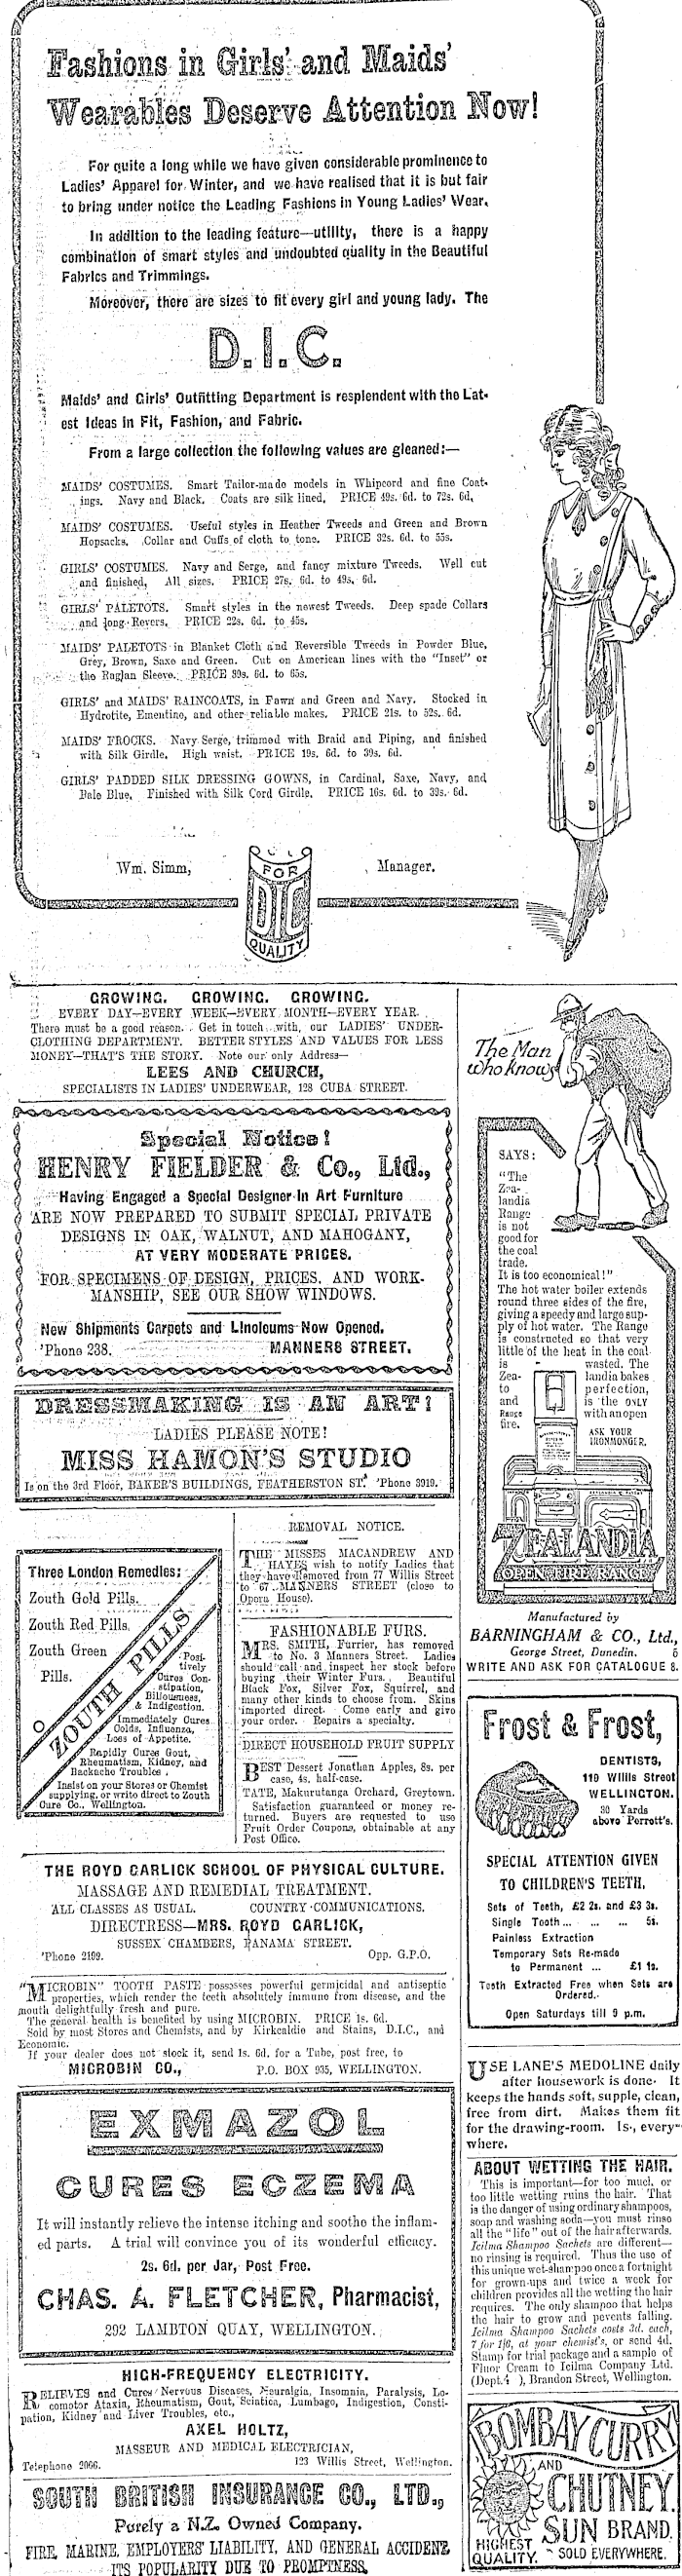 Fashions in Girls' and Maids'
Wearables Deserve Attention Now!
For quite a long while we have given considerable prominence to
Ladies' Apparel for Winter, and we have realised that it is but fair
to bring under notice the Leading Fashions in Young Ladies' Wear.
In addition to the leading feature—utility, there is a happy
combination of smart styles and undoubted quality in the Beautiful
Fabrics and Trimmings.
Moreover, there are sizes to fit every girl and young lady. The
D.I.C.
Maids' and Girls' Outfitting Department is resplendent with the Lat-
est Ideas in Fit, Fashion, and Fabric.
From a large collection the following values are gleaned:—
MAIDS' COSTUMES. Smart Tailor-made models in Whipcord and fine Coat-
ings. Navy and Black. Coats are silk lined. PRICE 49s. 6d. to 72s. 6d.
MAIDS' COSTUMES. Useful styles in Heather Tweeds and Green and Brown
Hopsacks. Collar and Cuffs of cloth to tone. PRICE 32s. 6d. to 55s.
GIRLS' COSTUMES. Navy and Serge, and fancy mixture Tweeds. Well cut
and finished. All sizes. PRICE 27s. 6d. to 49s. 6d.
GIRLS' PALETOTS. Smart styles in the newest Tweeds. Deep spade Collars
and long Revers. PRICE 22s. 6d. to 45s.
MAIDS' PALETOTS in Blanket Cloth and Reversible Tweeds in Powder Blue,
Grey, Brown, Saxe and Green. Cut on American lines with the "Inset" or
the Raglan Sleeve. PRICE 39s. 6d. to 65s.
GIRLS' and MAIDS' RAINCOATS, in Fawn and Green and Navy. Stocked in
Hydrotite, Ementine, and other reliable makes. PRICE 21s. to 52s. 6d.
MAIDS' FROCKS. Navy Serge, trimmed with Braid and Piping, and finished
with Silk Girdle. High waist. PRICE 19s. 6d. to 39s. 6d.
GIRLS' PADDED SILK DRESSING GOWNS, in Cardinal, Saxe, Navy, and
Pale Blue. Finished with Silk Cord Girdle. PRICE 16s. 6d. to 39s. 6d.
Wm. Simm, Manager.
FOR
DIC
QUALITY
GROWING. GROWING. GROWING.
EVERY DAY—EVERY WEEK—EVERY MONTH—EVERY YEAR.
There must be a good reason. Get in touch with our LADIES' UNDER-
CLOTHING DEPARTMENT. BETTER STYLES AND VALUES FOR LESS
MONEY—THAT'S THE STORY. Note our only Address—
LEES AND CHURCH,
SPECIALISTS IN LADIES' UNDERWEAR, 128 CUBA STREET.
Special Notice!
HENRY FIELDER & Co., Ltd.,
Having Engaged a Special Designer in Art Furniture
ARE NOW PREPARED TO SUBMIT SPECIAL PRIVATE
DESIGNS IN OAK, WALNUT, AND MAHOGANY,
AT VERY MODERATE PRICES.
FOR SPECIMENS OF DESIGN, PRICES, AND WORK-
MANSHIP, SEE OUR SHOW WINDOWS.
New Shipments Carpets and Linoleums Now Opened.
'Phone 238. MANNERS STREET.
DRESSMAKING IS AN ART!
LADIES PLEASE NOTE!
MISS HAMON'S STUDIO
Is on the 3rd Floor, BAKER'S BUILDINGS, FEATHERSTON ST. 'Phone 3919.
Three London Remedies:
Zouth Gold Pills.
Zouth Red Pills.
Zouth Green
Pills.
ZOUTH PILLS
Posi-
tively
Cures Con-
stipation,
Biliousness,
& Indigestion.
Immediately Cures
Colds, Influenza,
Loss of Appetite.
Rapidly Cures Gout,
Rheumatism, Kidney, and
Backache Troubles.
Insist on your Stores or Chemist
supplying, or write direct to Zouth
Cure Co., Wellington.
REMOVAL NOTICE.
THE MISSES MACANDREW AND
HAYES wish to notify Ladies that
they have Removed from 77 Willis Street
to 67 MANNERS STREET (close to
Opera House).
FASHIONABLE FURS.
MRS. SMITH, Furrier, has removed
to No. 3 Manners Street. Ladies
should call and inspect her stock before
buying their Winter Furs. Beautiful
Black Fox, Silver Fox, Squirrel, and
many other kinds to choose from. Skins
imported direct. Come early and give
your order. Repairs a specialty.
DIRECT HOUSEHOLD FRUIT SUPPLY
BEST Dessert Jonathan Apples, 8s. per
case, 4s. half-case.
TATE, Makurutanga Orchard, Greytown.
Satisfaction guaranteed or money re-
turned. Buyers are requested to use
Fruit Order Coupons, obtainable at any
Post Office.
THE ROYD GARLICK SCHOOL OF PHYSICAL CULTURE.
MASSAGE AND REMEDIAL TREATMENT.
ALL CLASSES AS USUAL. COUNTRY COMMUNICATIONS.
DIRECTRESS—MRS. ROYD GARLICK,
SUSSEX CHAMBERS, PANAMA STREET.
'Phone 2199. Opp. G.P.O.
"MICROBIN" TOOTH PASTE possesses powerful germicidal and antiseptic
properties, which render the teeth absolutely immune from disease, and the
mouth delightfully fresh and pure.
The general health is benefited by using MICROBIN. PRICE 1s. 6d.
Sold by most Stores and Chemists, and by Kirkcaldie and Stains, D.I.C., and
Economic.
If your dealer does not stock it, send 1s. 6d. for a Tube, post free, to
MICROBIN CO., P.O. BOX 935, WELLINGTON.
EXMAZOL
CURES ECZEMA
It will instantly relieve the intense itching and soothe the inflam-
ed parts. A trial will convince you of its wonderful efficacy.
2s. 6d. per Jar, Post Free.
CHAS. A. FLETCHER, Pharmacist,
292 LAMBTON QUAY, WELLINGTON.
HIGH-FREQUENCY ELECTRICITY.
RELIEVES and Cures Nervous Diseases, Neuralgia, Insomnia, Paralysis, Lo-
comotor Ataxia, Rheumatism, Gout, Sciatica, Lumbago, Indigestion, Consti-
pation, Kidney and Liver Troubles, etc.,
AXEL HOLTZ,
MASSEUR AND MEDICAL ELECTRICIAN,
Telephone 2096. 123 Willis Street, Wellington.
SOUTH BRITISH INSURANCE CO., LTD.,
Purely a N.Z. Owned Company.
FIRE, MARINE, EMPLOYERS' LIABILITY, AND GENERAL ACCIDENT
ITS POPULARITY DUE TO PROMPTNESS.
The Man
who knows
SAYS:
"The
Zea-
landia
Range
is not
good for
the coal
trade.
It is too economical!"
The hot water boiler extends
round three sides of the fire,
giving a speedy and large sup-
ply of hot water. The Range
is constructed so that very
little of the heat in the coal
is wasted. The
Zea- landia bakes
to perfection,
and is the ONLY
Range with an open
fire.
ASK YOUR
IRONMONGER.
ZEALANDIA
OPEN FIRE RANGE
Manufactured by
BARNINGHAM & CO., Ltd.,
George Street, Dunedin. 6
WRITE AND ASK FOR CATALOGUE 8.
Frost & Frost,
DENTISTS,
119 Willis Street
WELLINGTON.
30 Yards
above Perrett's.
SPECIAL ATTENTION GIVEN
TO CHILDREN'S TEETH.
Sets of Teeth, £2 2s. and £3 3s.
Single Tooth ... ... ... 5s.
Painless Extraction
Temporary Sets Re-made
to Permanent ... £1 1s.
Teeth Extracted Free when Sets are
Ordered.
Open Saturdays till 9 p.m.
USE LANE'S MEDOLINE daily
after housework is done. It
keeps the hands soft, supple, clean,
free from dirt. Makes them fit
for the drawing-room. 1s., every-
where.
ABOUT WETTING THE HAIR.
This is important—for too much, or
too little wetting ruins the hair. That
is the danger of using ordinary shampoos,
soap and washing soda—you must rinse
all the "life" out of the hair afterwards.
Icilma Shampoo Sachets are different—
no rinsing is required. Thus the use of
this unique wet-shampoo once a fortnight
for grown-ups and twice a week for
children provides all the wetting the hair
requires. The only shampoo that helps
the hair to grow and pevents falling.
Icilma Shampoo Sachets costs 3d. each,
7 for 1/6, at your chemist's, or send 4d.
Stamp for trial package and a sample of
Fluor Cream to Icilma Company Ltd.
(Dept. 4 ), Brandon Street, Wellington.
BOMBAY CURRY
AND
CHUTNEY.
SUN BRAND.
HIGHEST
QUALITY. SOLD EVERYWHERE.